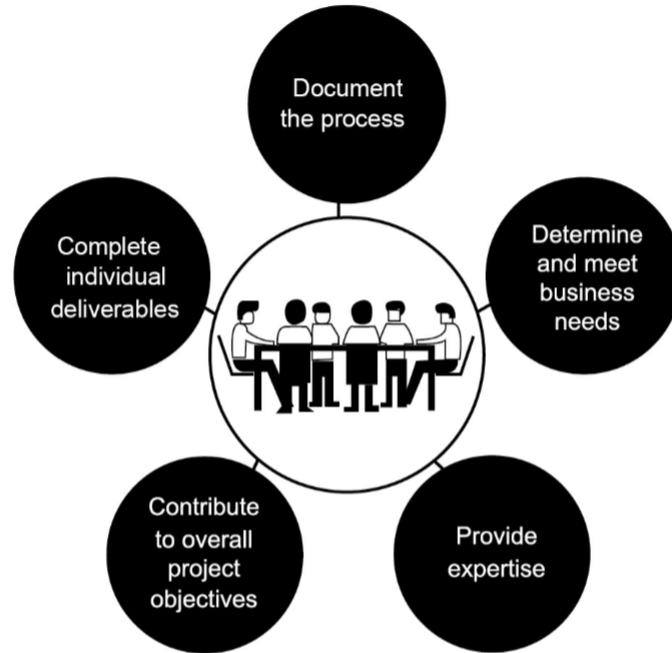 Document
the process
Determine
and meet
business
needs
Provide
expertise
Contribute
to overall
project
objectives
Complete
individual
deliverables